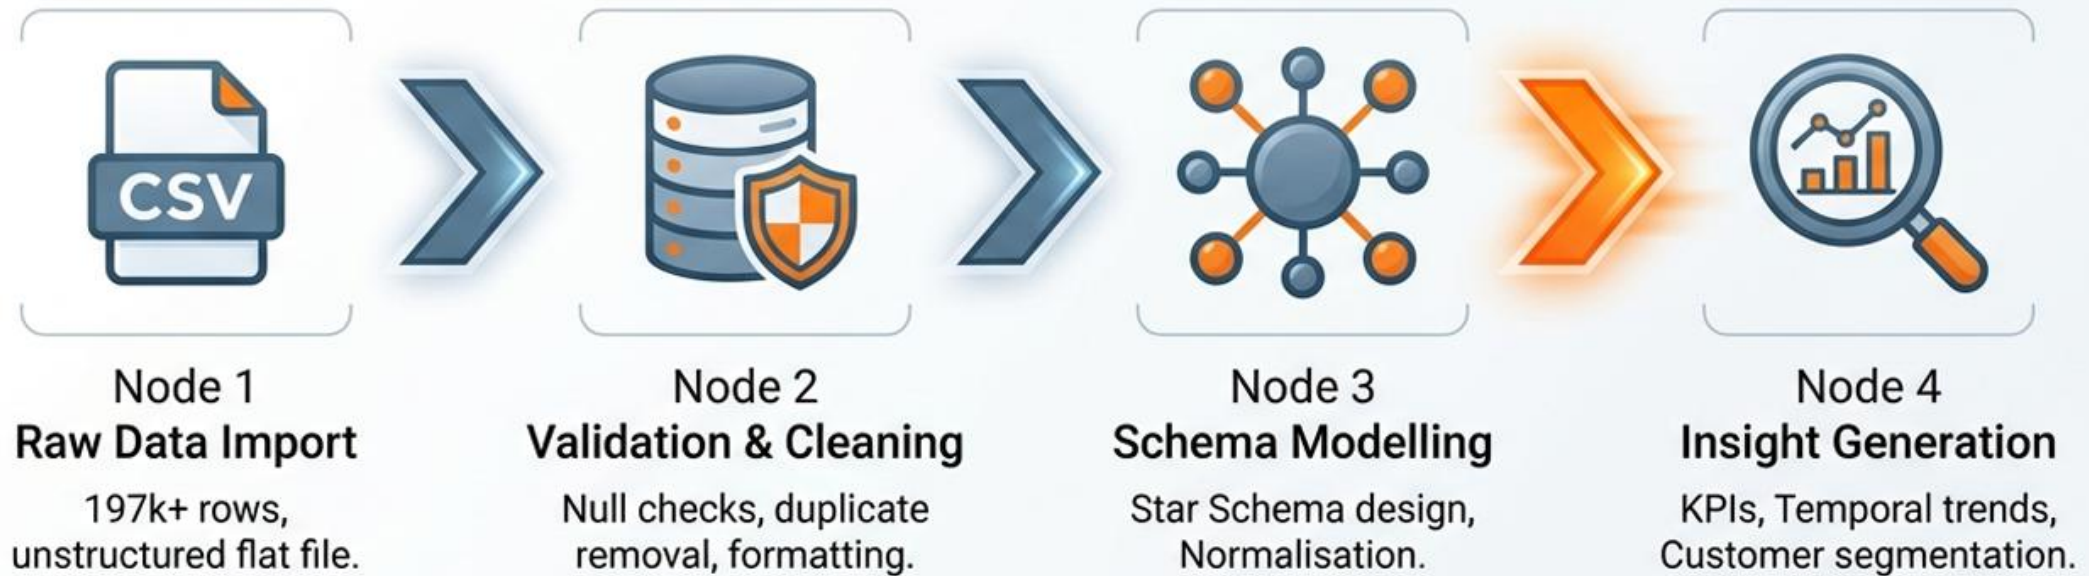 CSV
Node 1
Raw Data Import
197k+ rows,
unstructured flat file.
Node 2
Validation & Cleaning
Null checks, duplicate
removal, formatting.
Node 3
Schema Modelling
Star Schema design,
Normalisation.
Node 4
Insight Generation
KPIs, Temporal trends,
Customer segmentation.